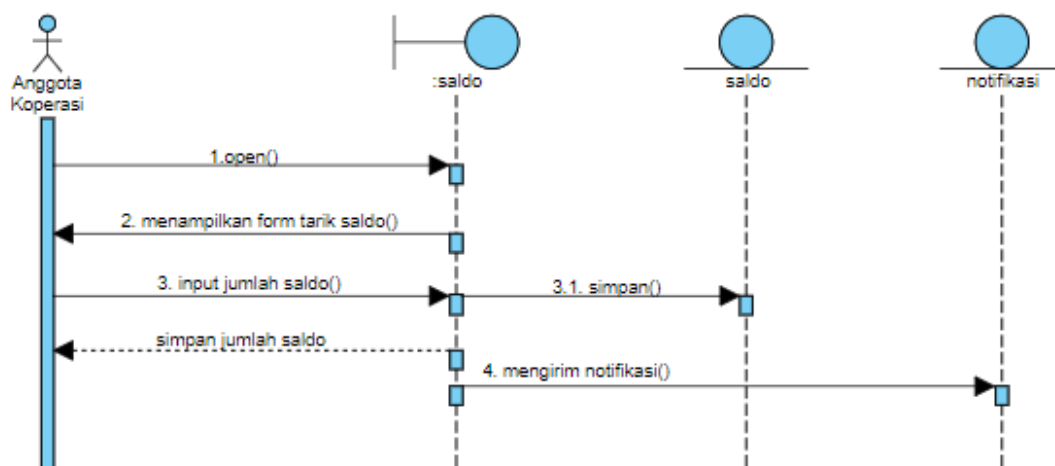 Anggota
Koperasi
:saldo
saldo
notifikasi
1.open()
2. menampilkan form tarik saldo()
3. input jumlah saldo()
3.1. simpan()
simpan jumlah saldo
4. mengirim notifikasi()